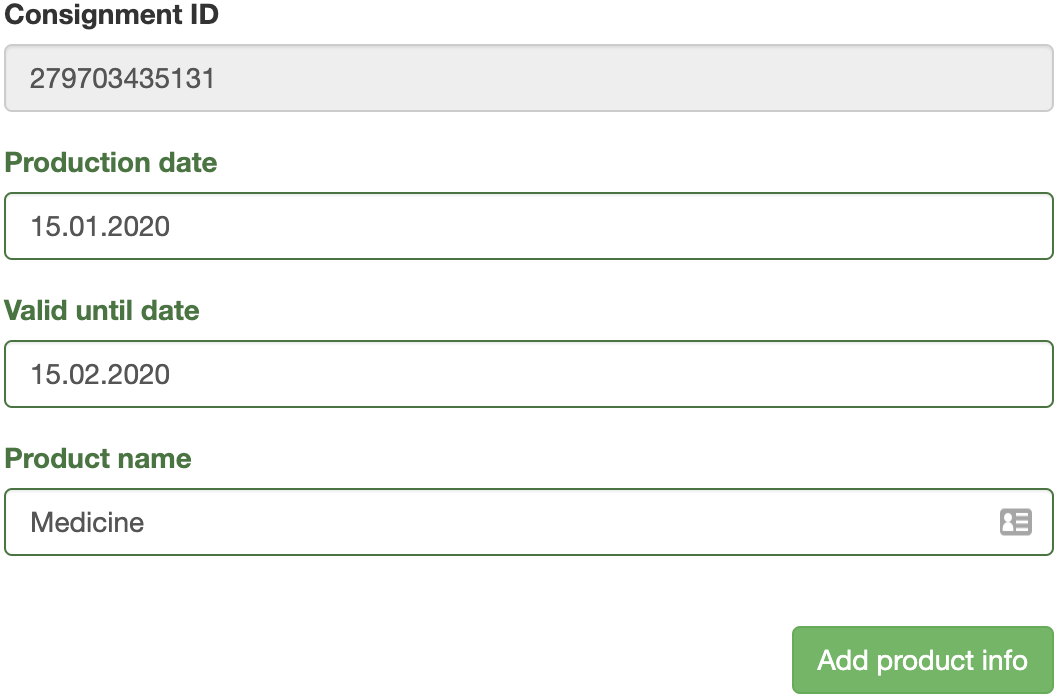 Consignment ID
279703435131
Production date
15.01.2020
Valid until date
15.02.2020
Product name
Medicine
Add product info